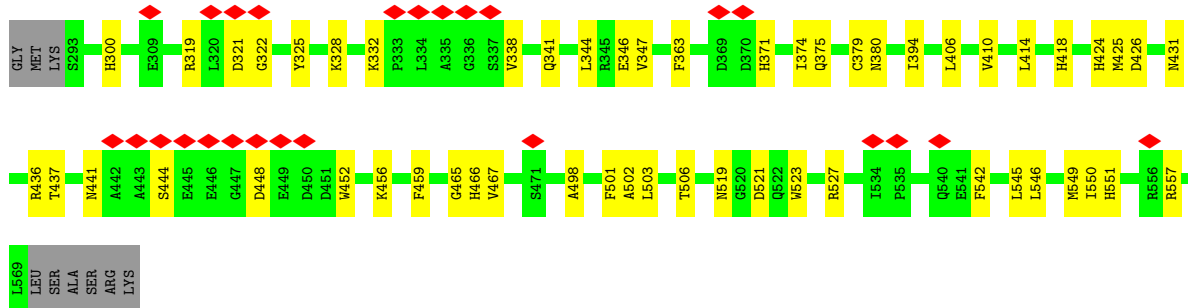 GLY MET LYS S293 H300 E309 R319 L320 D321 G322 Y325 K328 K332 P333 L334 A335 G336 S337 V338 Q341 L344 R345 E346 V347 F363 D369 D370 H371 I374 Q375 C379 N380 I394 L406 V410 L414 H418 H424 M425 D426 N431
R436 T437 N441 A442 A443 S444 E445 E446 G447 D448 E449 D450 D451 W452 K456 F459 G465 H466 V467 S471 A498 F501 A502 L503 T506 N519 G520 D521 Q522 W523 R527 I534 P535 Q540 E541 F542 L545 L546 M549 I550 H551 R556 R557
L569 LEU SER ALA SER ARG LYS